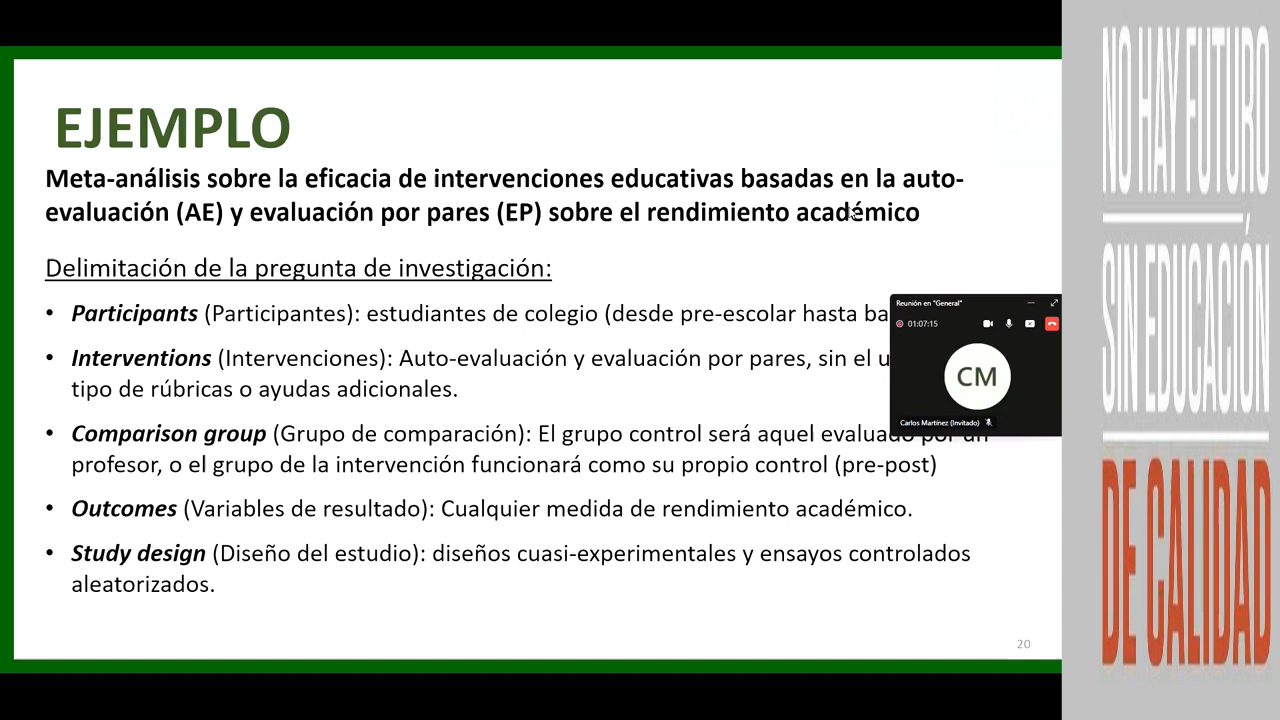 EJEMPLO
Meta-análisis sobre la eficacia de intervenciones educativas basadas en la auto-
evaluación (AE) y evaluación por pares (EP) sobre el rendimiento académico
Delimitación de la pregunta de investigación:
• Participants (Participantes): estudiantes de colegio (desde pre-escolar hasta
• Interventions (Intervenciones): Auto-evaluación y evaluación por pares, sin el
tipo de rúbricas o ayudas adicionales.
• Comparison group (Grupo de comparación): El grupo control será aquel evaluado por un
profesor, o el grupo de la intervención funcionará como su propio control (pre-post)
• Outcomes (Variables de resultado): Cualquier medida de rendimiento académico.
• Study design (Diseño del estudio): diseños cuasi-experimentales y ensayos controlados
aleatorizados.
20
Reunión en "General"
01:07:15
CM
Carlos Martínez (Invitado)
NO HAY FUTURO
SIN EDUCACIÓN
DE CALIDAD